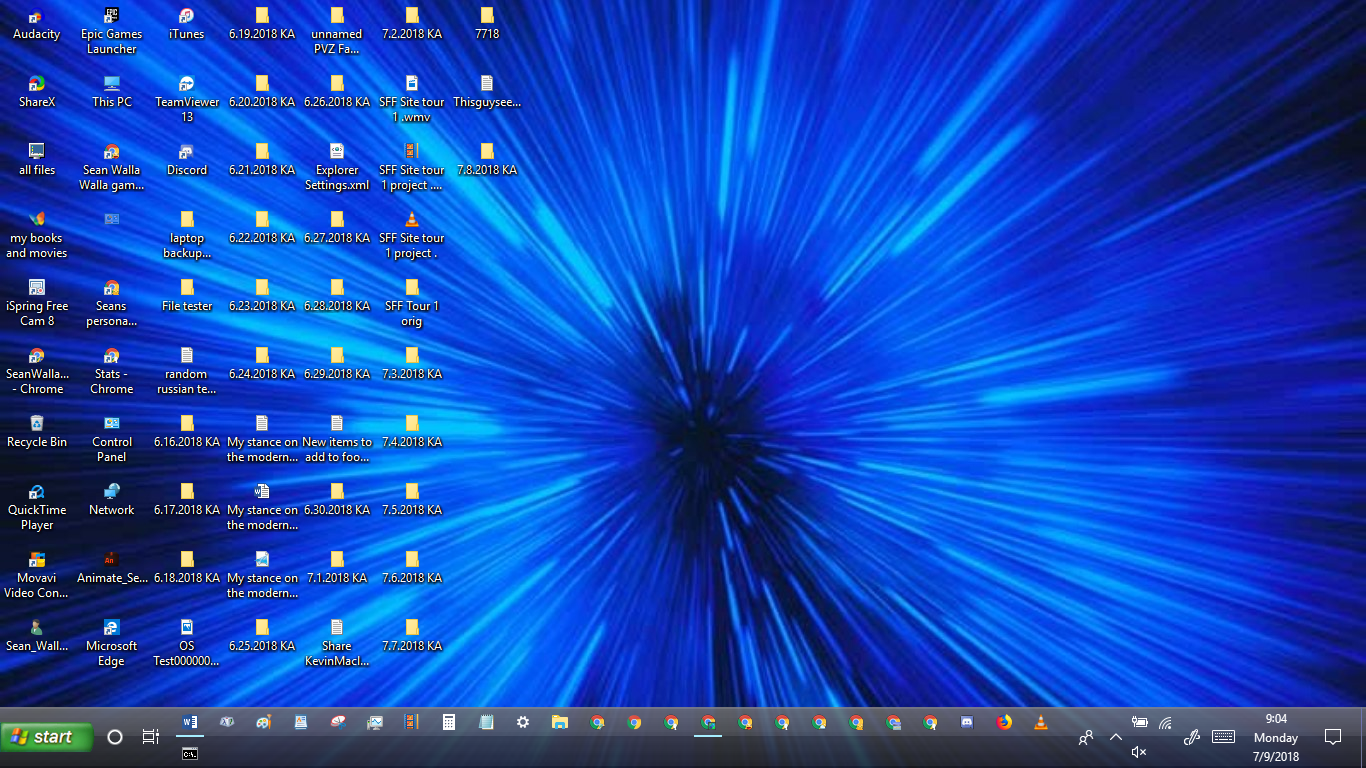 Audacity
Epic Games
Launcher
iTunes
6.19.2018 KA
unnamed
PVZ Fa...
7.2.2018 KA
7718
ShareX
This PC
TeamViewer
13
6.20.2018 KA
6.26.2018 KA
SFF Site tour
1 .wmv
Thisguysee...
all files
Sean Walla
Walla gam...
Discord
6.21.2018 KA
Explorer
Settings.xml
SFF Site tour
1 project ....
7.8.2018 KA
my books
and movies
laptop
backup...
6.22.2018 KA
6.27.2018 KA
SFF Site tour
1 project .
iSpring Free
Cam 8
Seans
persona...
File tester
6.23.2018 KA
6.28.2018 KA
SFF Tour 1
orig
SeanWalla...
- Chrome
Stats -
Chrome
random
russian te...
6.24.2018 KA
6.29.2018 KA
7.3.2018 KA
Recycle Bin
Control
Panel
6.16.2018 KA
My stance on
the modern...
New items to
add to foo...
7.4.2018 KA
QuickTime
Player
Network
6.17.2018 KA
My stance on
the modern...
6.30.2018 KA
7.5.2018 KA
Movavi
Video Con...
Animate_Se...
6.18.2018 KA
My stance on
the modern...
7.1.2018 KA
7.6.2018 KA
Sean_Wall...
Microsoft
Edge
OS
Test000000...
6.25.2018 KA
Share
KevinMacl...
7.7.2018 KA
start
9:04
Monday
7/9/2018